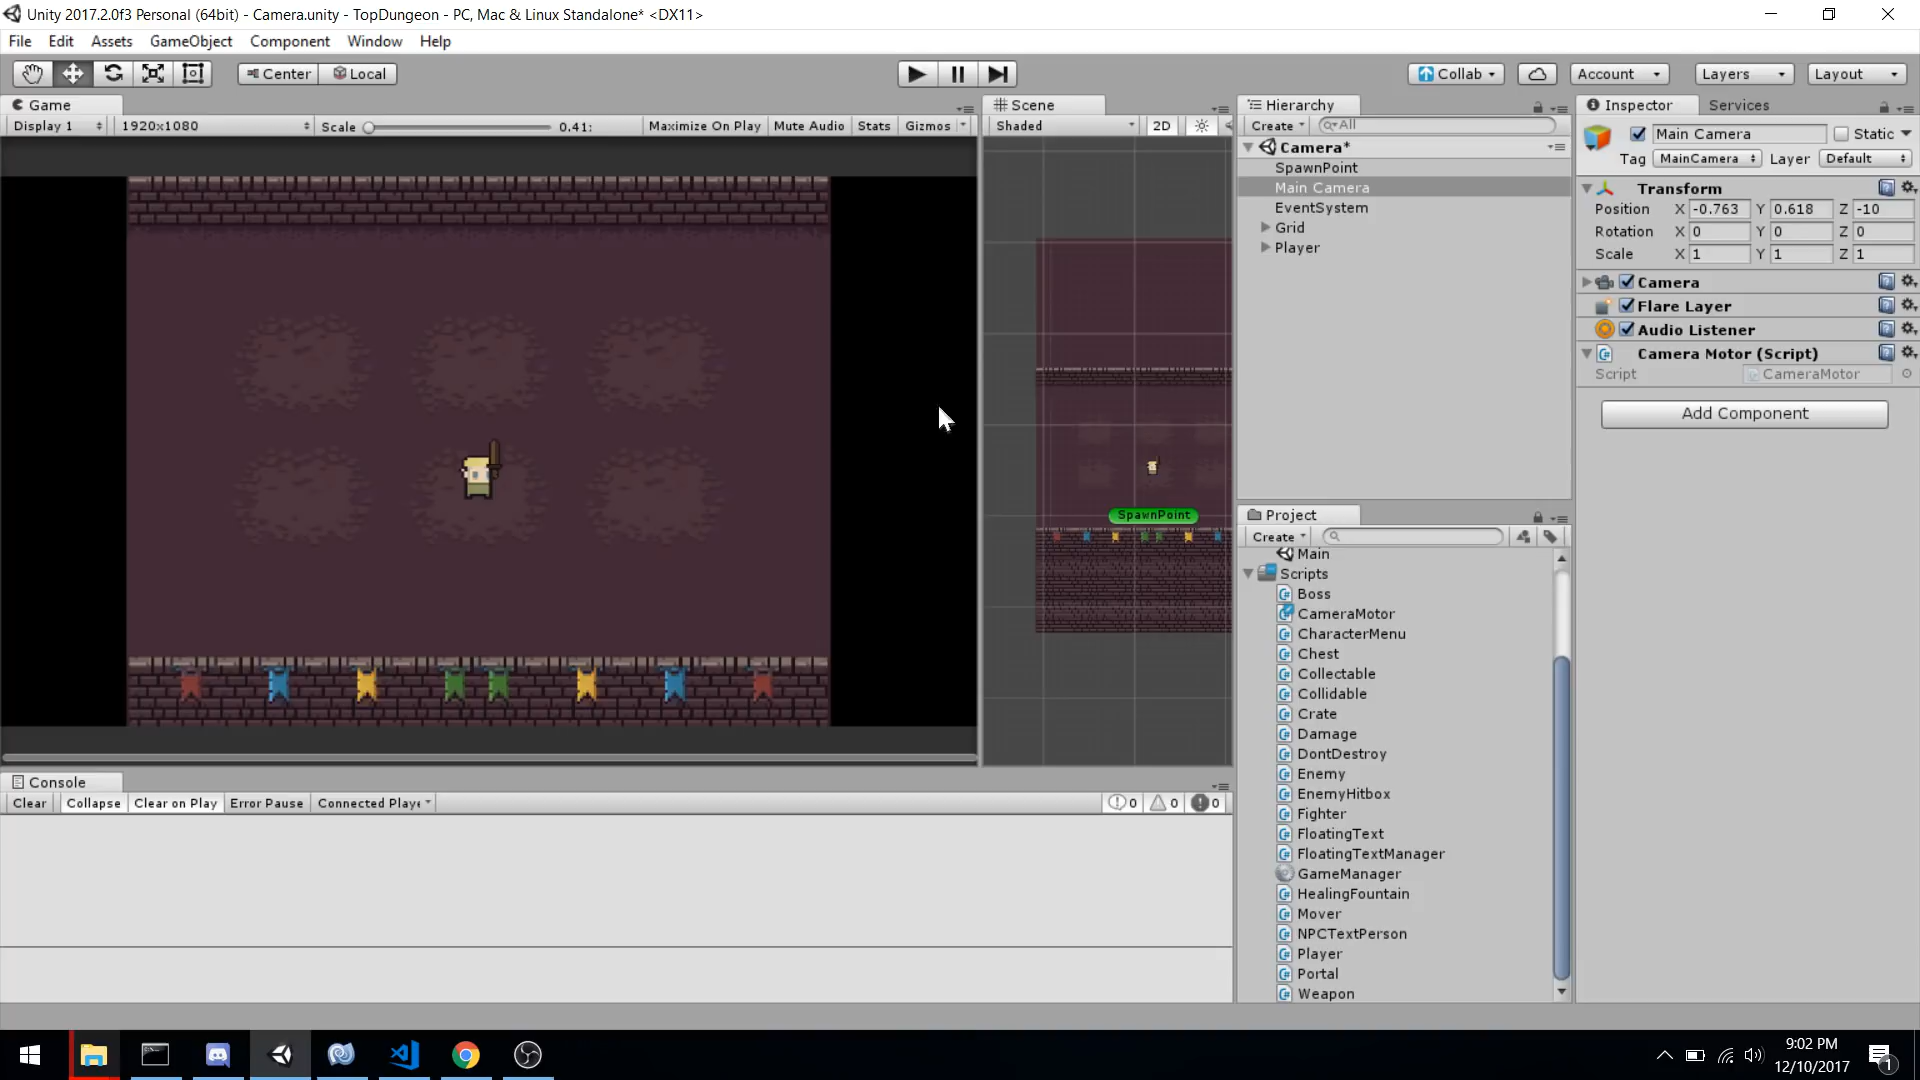 Unity 2017.2.0f3 Personal (64bit) - Camera.unity - TopDungeon - PC, Mac & Linux Standalone* <DX11>
File Edit Assets GameObject Component Window Help
Center Local Collab Account Layers Layout
Game
Display 1 1920x1080 Scale 0.41: Maximize On Play Mute Audio Stats Gizmos
Scene
Shaded 2D
SpawnPoint
Hierarchy
Create All
Camera*
SpawnPoint
Main Camera
EventSystem
Grid
Player
Project
Create
Main
Scripts
Boss
CameraMotor
CharacterMenu
Chest
Collectable
Collidable
Crate
Damage
DontDestroy
Enemy
EnemyHitbox
Fighter
FloatingText
FloatingTextManager
GameManager
HealingFountain
Mover
NPCTextPerson
Player
Portal
Weapon
Inspector Services
Main Camera Static
Tag MainCamera Layer Default
Transform
Position X -0.763 Y 0.618 Z -10
Rotation X 0 Y 0 Z 0
Scale X 1 Y 1 Z 1
Camera
Flare Layer
Audio Listener
Camera Motor (Script)
Script CameraMotor
Add Component
Console
Clear Collapse Clear on Play Error Pause Connected Playe 0 0 0
9:02 PM
12/10/2017
1